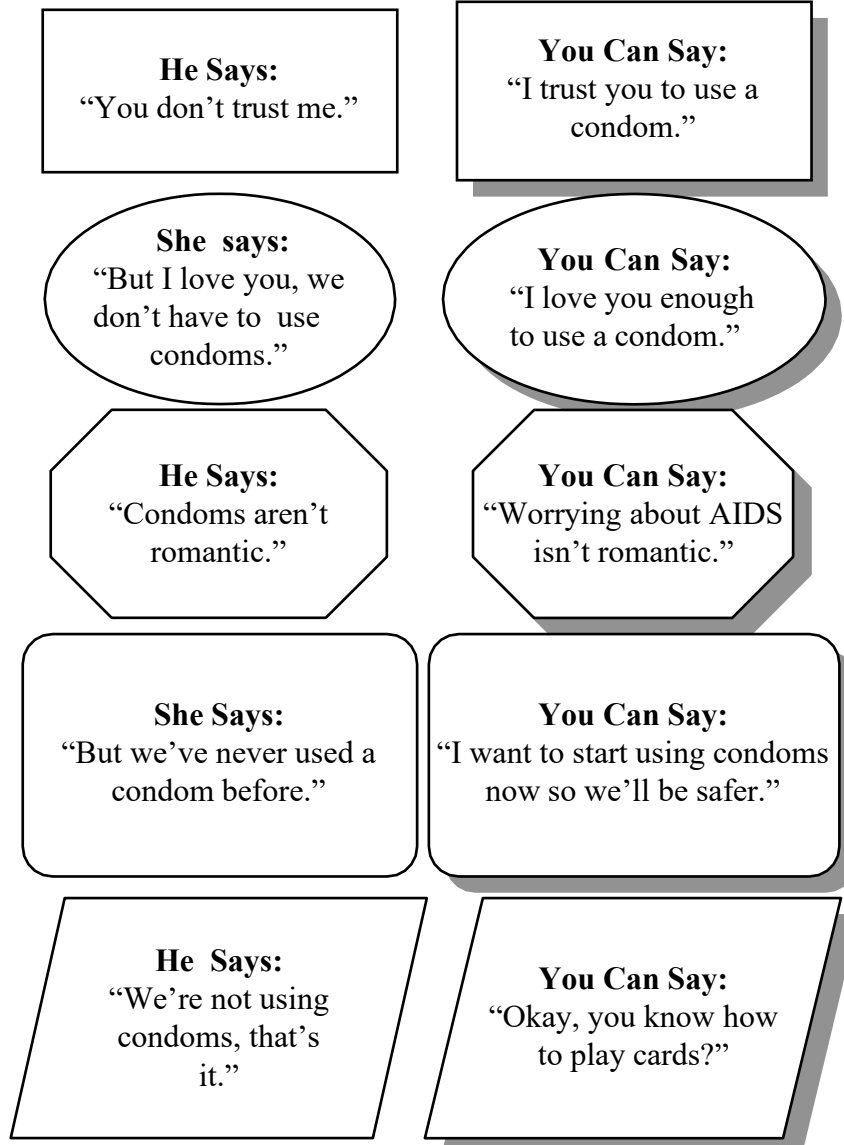 He Says:
“You don’t trust me.”
You Can Say:
“I trust you to use a
condom.”
She says:
“But I love you, we
don’t have to use
condoms.”
You Can Say:
“I love you enough
to use a condom.”
He Says:
“Condoms aren’t
romantic.”
You Can Say:
“Worrying about AIDS
isn’t romantic.”
She Says:
“But we’ve never used a
condom before.”
You Can Say:
“I want to start using condoms
now so we’ll be safer.”
He Says:
“We’re not using
condoms, that’s
it.”
You Can Say:
“Okay, you know how
to play cards?”